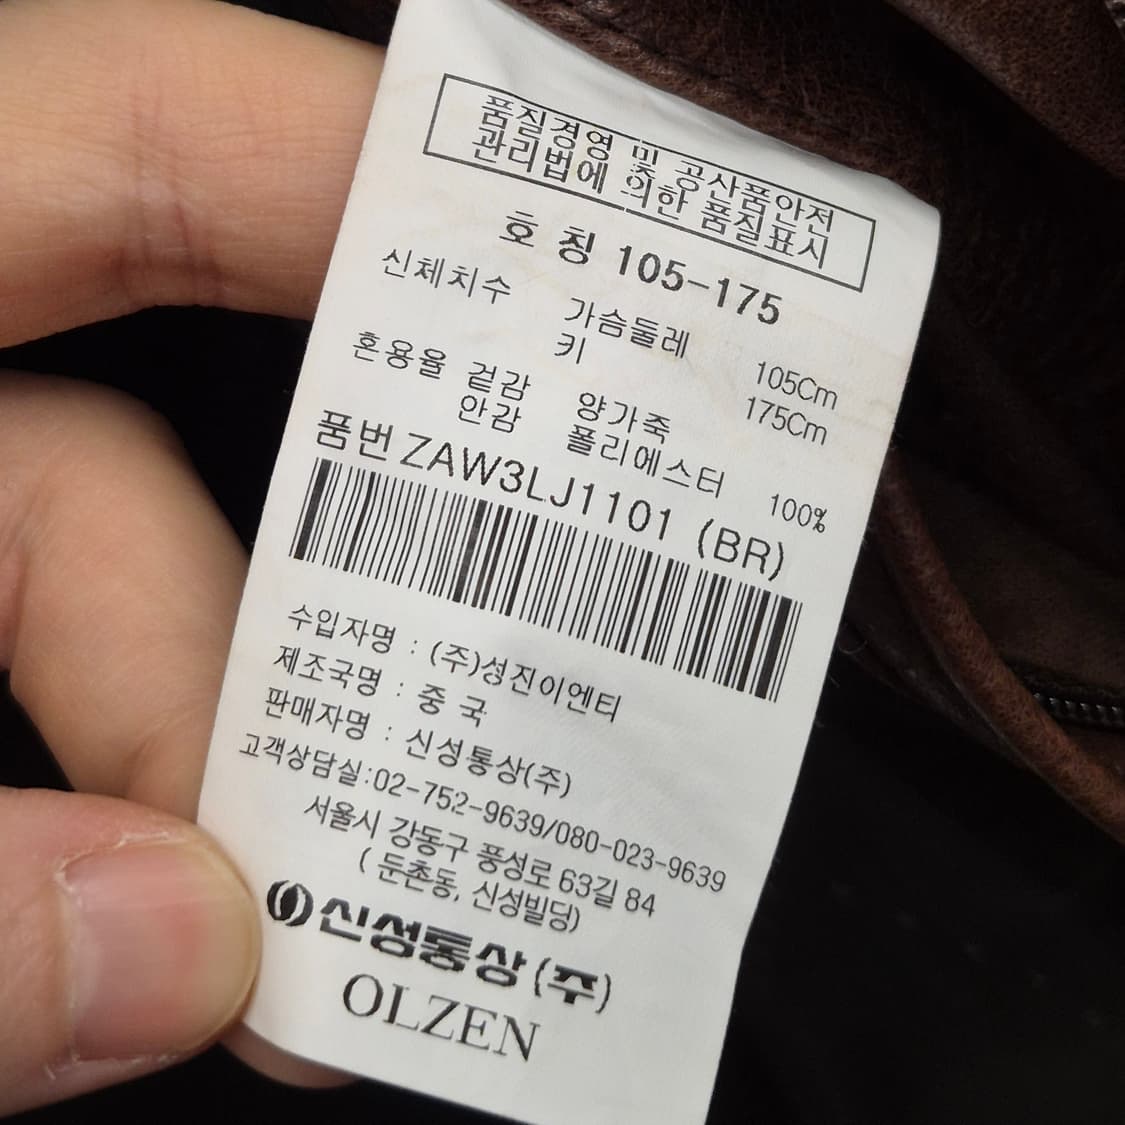 품질경영 및 공산품안전
관리법에 의한 품질표시
호 칭 105-175
신체치수 가슴둘레 105Cm
키 175Cm
혼용율 겉감 양가죽
안감 폴리에스터 100%
품번 ZAW3LJ1101 (BR)
수입자명 : (주)성진이엔티
제조국명 : 중 국
판매자명 : 신성통상(주)
고객상담실:02-752-9639/080-023-9639
서울시 강동구 풍성로 63길 84
( 둔촌동, 신성빌딩)
신성통상(주)
OLZEN